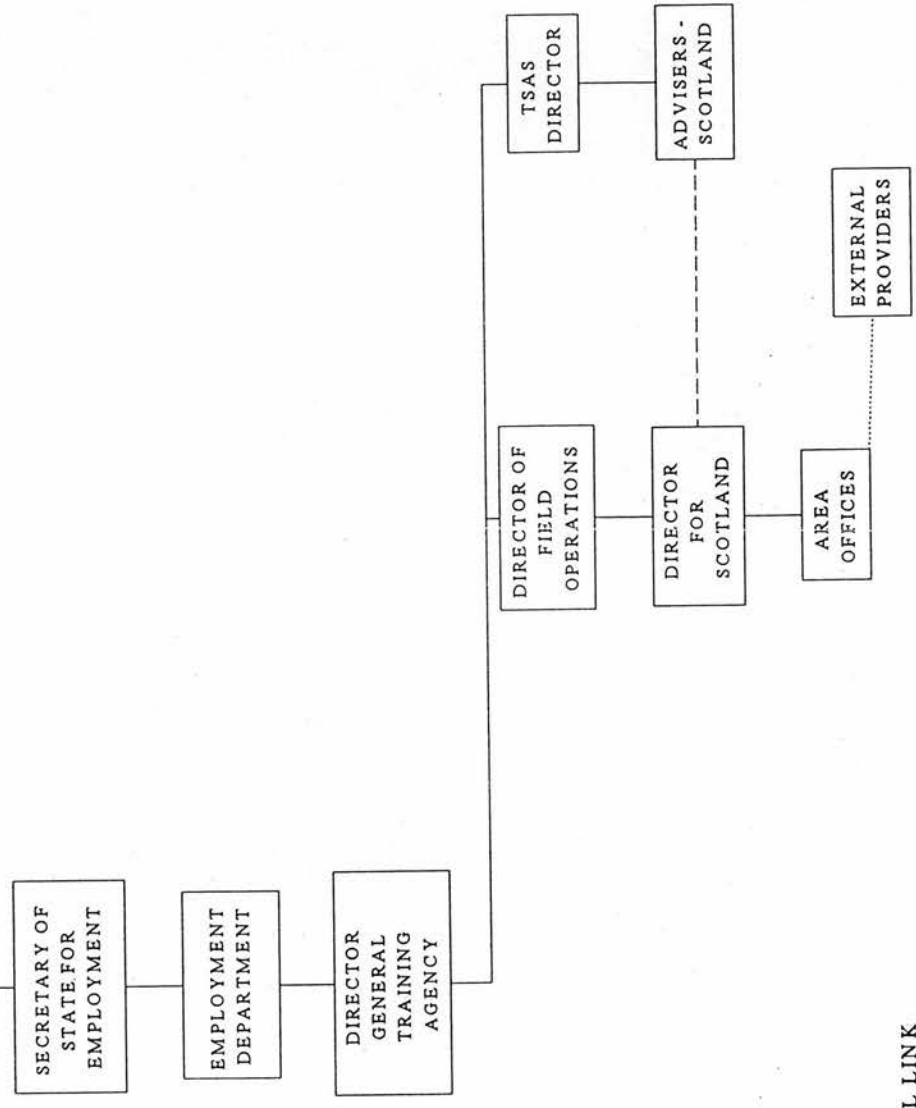 SECRETARY OF
STATE FOR
EMPLOYMENT
EMPLOYMENT
DEPARTMENT
DIRECTOR
GENERAL
TRAINING
AGENCY
DIRECTOR OF
FIELD
OPERATIONS
TSAS
DIRECTOR
DIRECTOR
FOR
SCOTLAND
ADVISERS -
SCOTLAND
AREA
OFFICES
EXTERNAL
PROVIDERS
L LINK